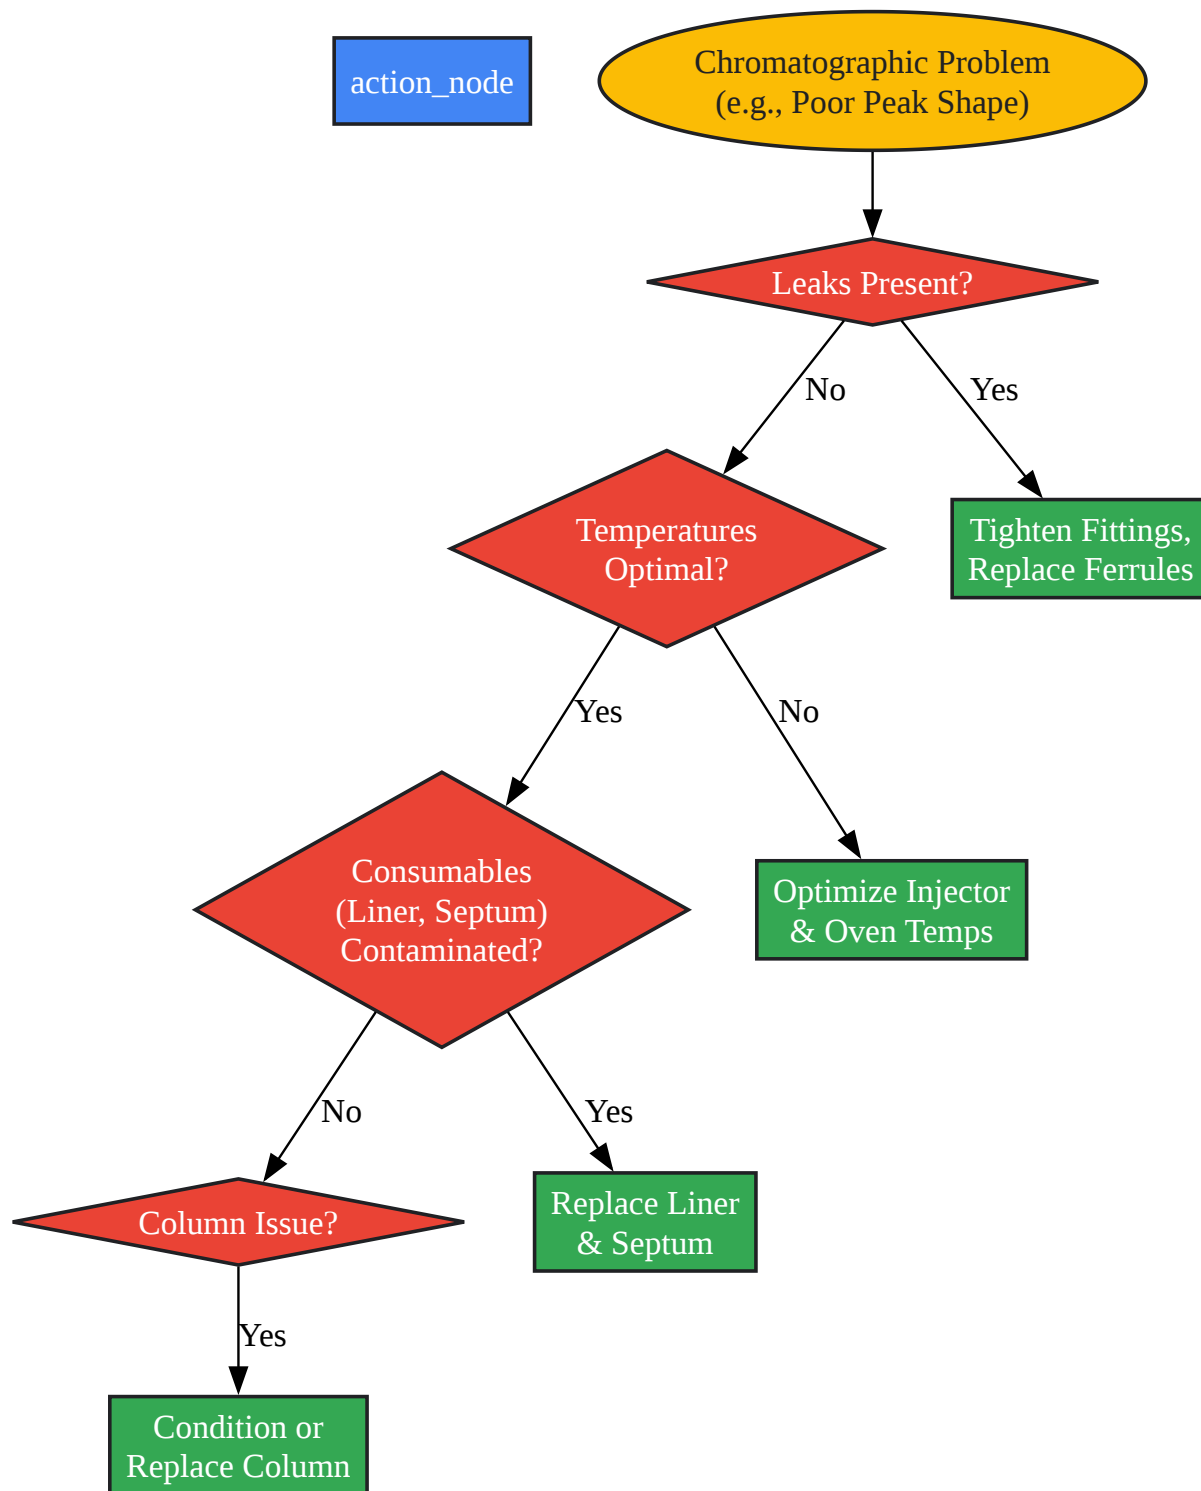 action_node
Chromatographic Problem
(e.g., Poor Peak Shape)
Leaks Present?
No
Yes
Temperatures
Optimal?
Tighten Fittings,
Replace Ferrules
Yes
No
Consumables
(Liner, Septum)
Contaminated?
Optimize Injector
& Oven Temps
No
Yes
Column Issue?
Replace Liner
& Septum
Yes
Condition or
Replace Column